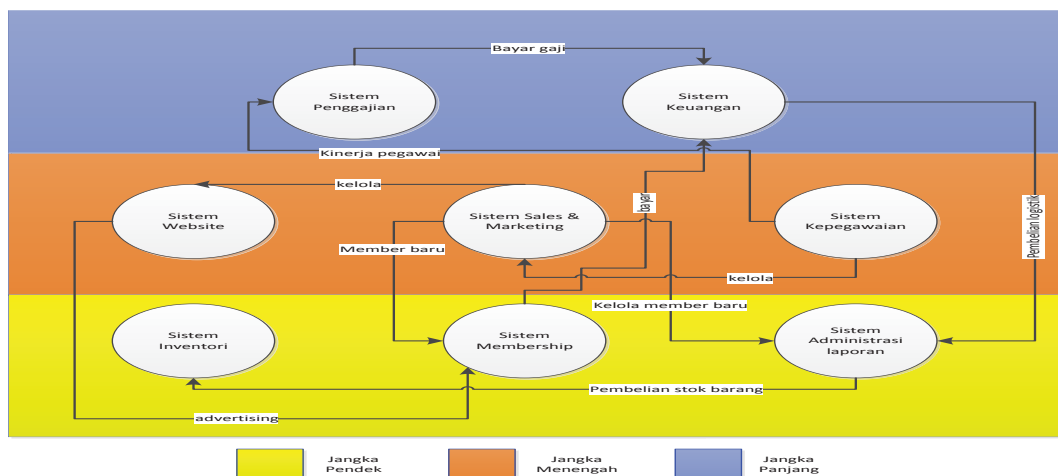 Bayar gaji
Sistem
Penggajian
Sistem
Keuangan
Kinerja pegawai
kelola
Sistem
Website
Sistem Sales &
Marketing
bayar
Sistem
Kepegawaian
Pembelian logistik
Member baru
kelola
Kelola member baru
Sistem
Inventori
Sistem
Membership
Sistem
Administrasi
laporan
Pembelian stok barang
advertising
Jangka
Pendek
Jangka
Menengah
Jangka
Panjang